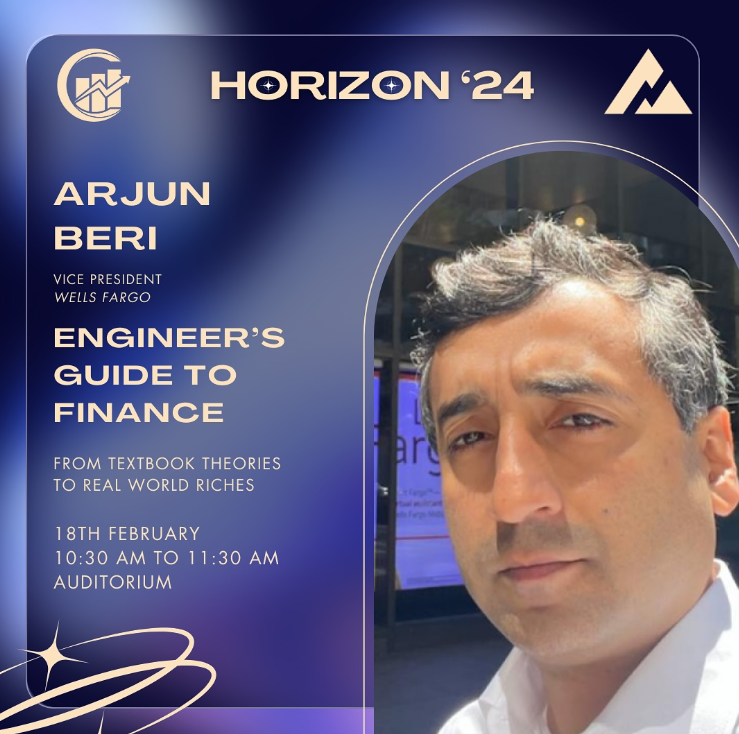 HORIZON ‘24
ARJUN
BERI
VICE PRESIDENT
WELLS FARGO
ENGINEER’S
GUIDE TO
FINANCE
FROM TEXTBOOK THEORIES
TO REAL WORLD RICHES
18TH FEBRUARY
10:30 AM TO 11:30 AM
AUDITORIUM